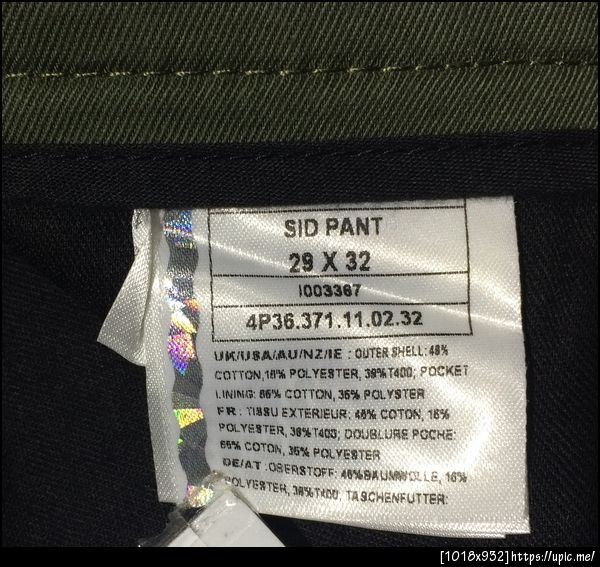 SID PANT
29 X 32
I003367
4P36.371.11.02.32
UK/USA/AU/NZ/IE : OUTER SHELL: 48%
COTTON, 16% POLYESTER, 36% T400; POCKET
LINING: 65% COTTON, 35% POLYSTER
FR : TISSU EXTERIEUR: 48% COTON, 16%
POLYESTER, 36% T400; DOUBLURE POCHE:
65% COTON, 35% POLYESTER
DE/AT :OBERSTOFF: 48%BAUMWOLLE, 16%
POLYESTER, 36% T400, TASCHENFUTTER:
[1018x952]https://upic.me/